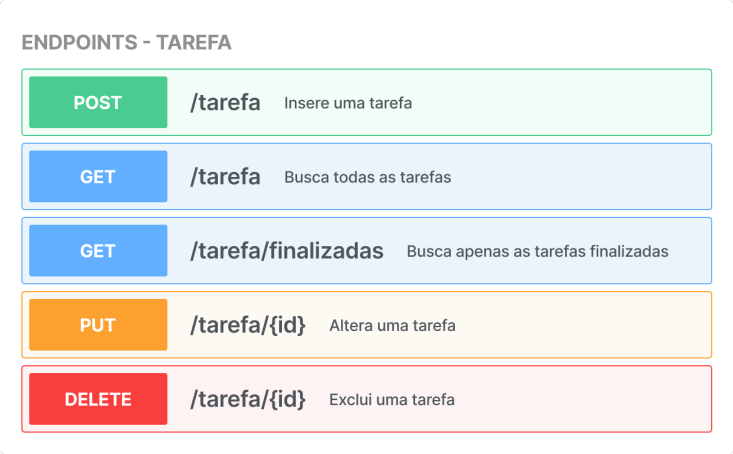 ENDPOINTS - TAREFA
POST /tarefa Insere uma tarefa
GET /tarefa Busca todas as tarefas
GET /tarefa/finalizadas Busca apenas as tarefas finalizadas
PUT /tarefa/{id} Altera uma tarefa
DELETE /tarefa/{id} Exclui uma tarefa